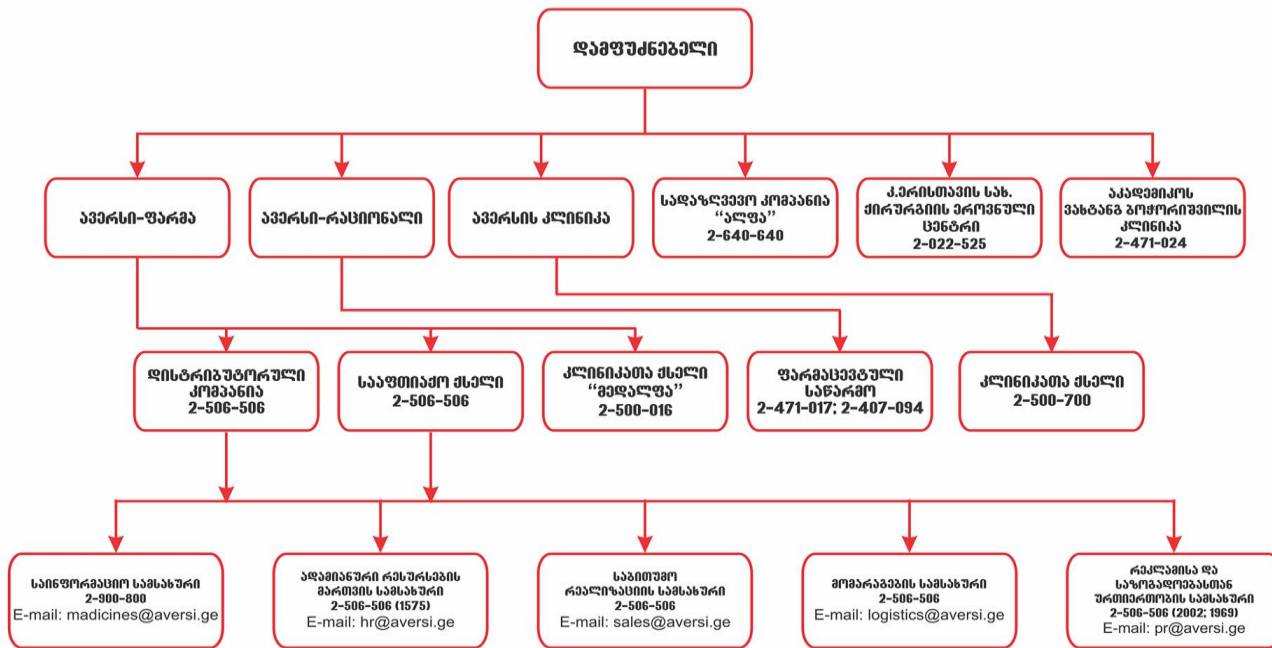 დამფუძნებელი
ავერსი-ფარმა
ავერსი-რაციონალი
ავერსის კლინიკა
სადაზღვევო კომპანია
“ალფა”
2-640-640
კ.ერისთავის სახ.
ქირურგიის ეროვნული
ცენტრი
2-022-525
აკადემიკოს
ვახტანგ ბოჭორიშვილის
კლინიკა
2-471-024
დისტრიბუტორული
კომპანია
2-506-506
სააფთიაქო ქსელი
2-506-506
კლინიკათა ქსელი
“მედალფა”
2-500-016
ფარმაცევტული
საწარმო
2-471-017; 2-407-094
კლინიკათა ქსელი
2-500-700
საინფორმაციო სამსახური
2-900-800
E-mail: madicines@aversi.ge
ადამიანური რესურსების
მართვის სამსახური
2-506-506 (1575)
E-mail: hr@aversi.ge
საბითუმო
რეალიზაციის სამსახური
2-506-506
E-mail: sales@aversi.ge
მომარაგების სამსახური
2-506-506
E-mail: logistics@aversi.ge
რეკლამისა და
საზოგადოებასთან
ურთიერთობის სამსახური
2-506-506 (2002; 1969)
E-mail: pr@aversi.ge